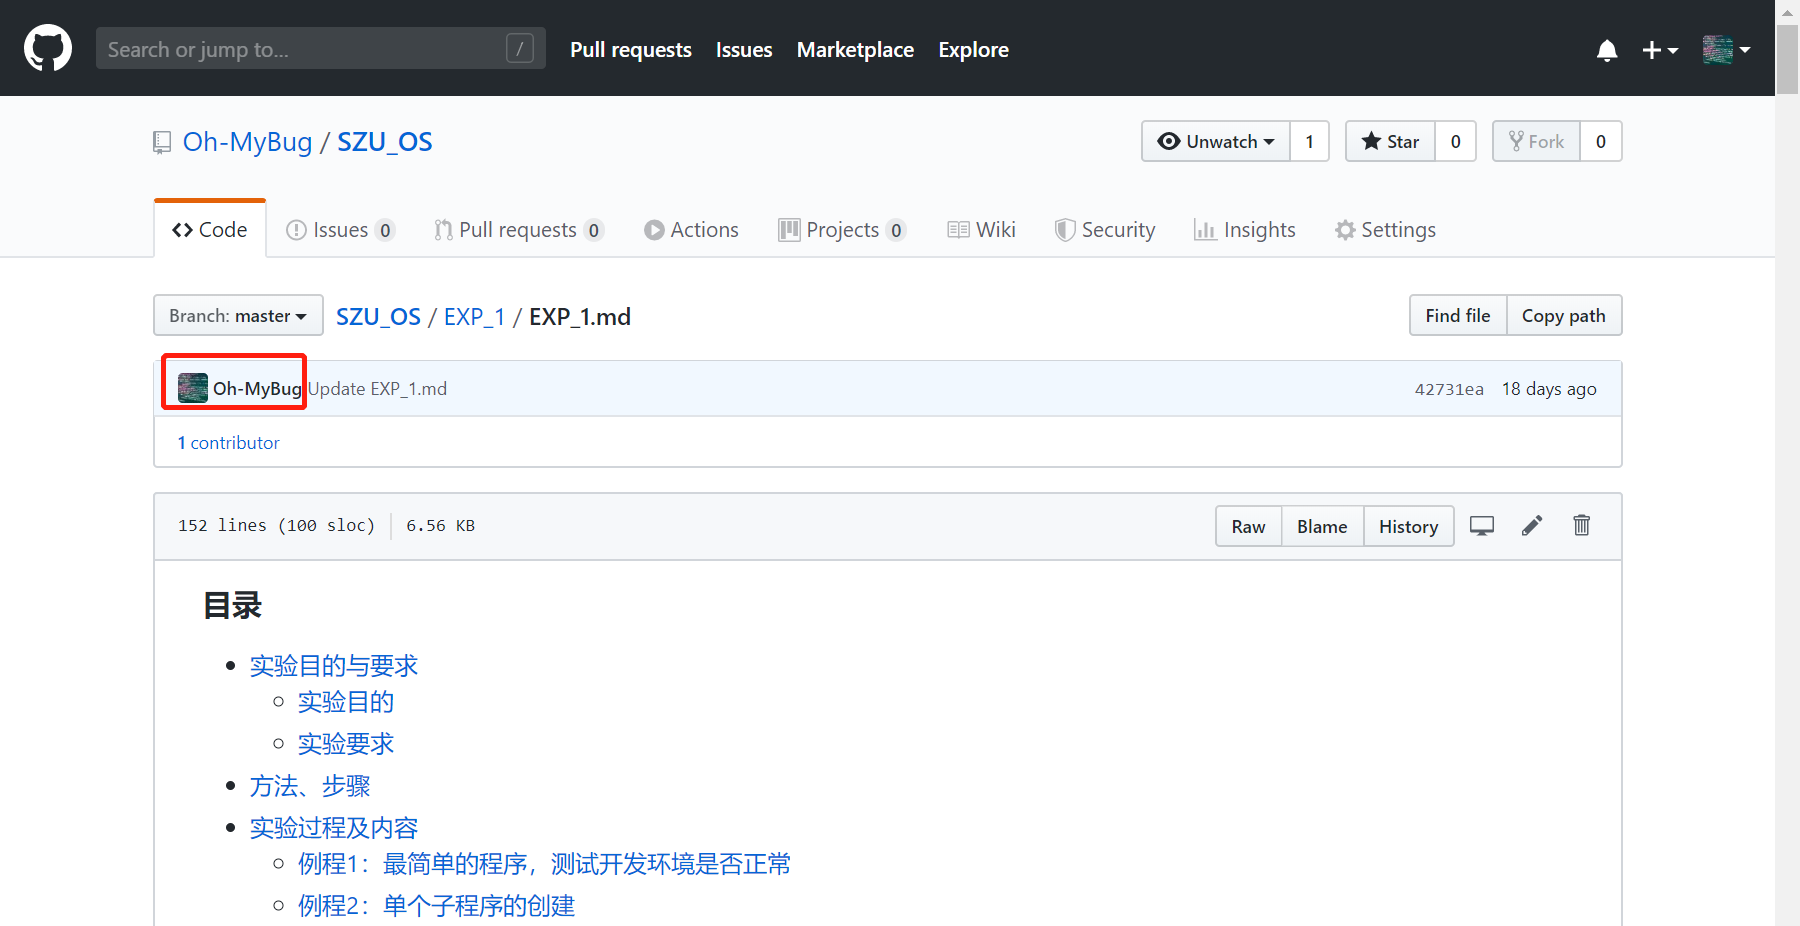 Search or jump to... /
Pull requests Issues Marketplace Explore
Oh-MyBug / SZU_OS
Unwatch 1 Star 0 Fork 0
Code Issues 0 Pull requests 0 Actions Projects 0 Wiki Security Insights Settings
Branch: master SZU_OS / EXP_1 / EXP_1.md Find file Copy path
Oh-MyBug Update EXP_1.md 42731ea 18 days ago
1 contributor
152 lines (100 sloc) 6.56 KB Raw Blame History
目录
实验目的与要求
实验目的
实验要求
方法、步骤
实验过程及内容
例程1：最简单的程序，测试开发环境是否正常
例程2：单个子程序的创建